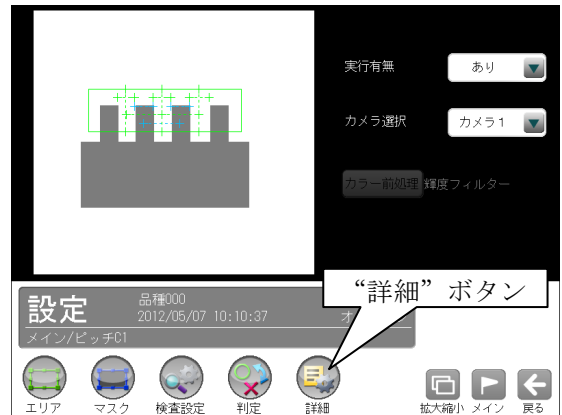 実行有無
あり
カメラ選択
カメラ1
カラー前処理 輝度フィルター
“詳細”ボタン
設定
品種000
2012/05/07 10:10:37
オ
メイン/ピッチC1
エリア
マスク
検査設定
判定
詳細
拡大縮小
メイン
戻る